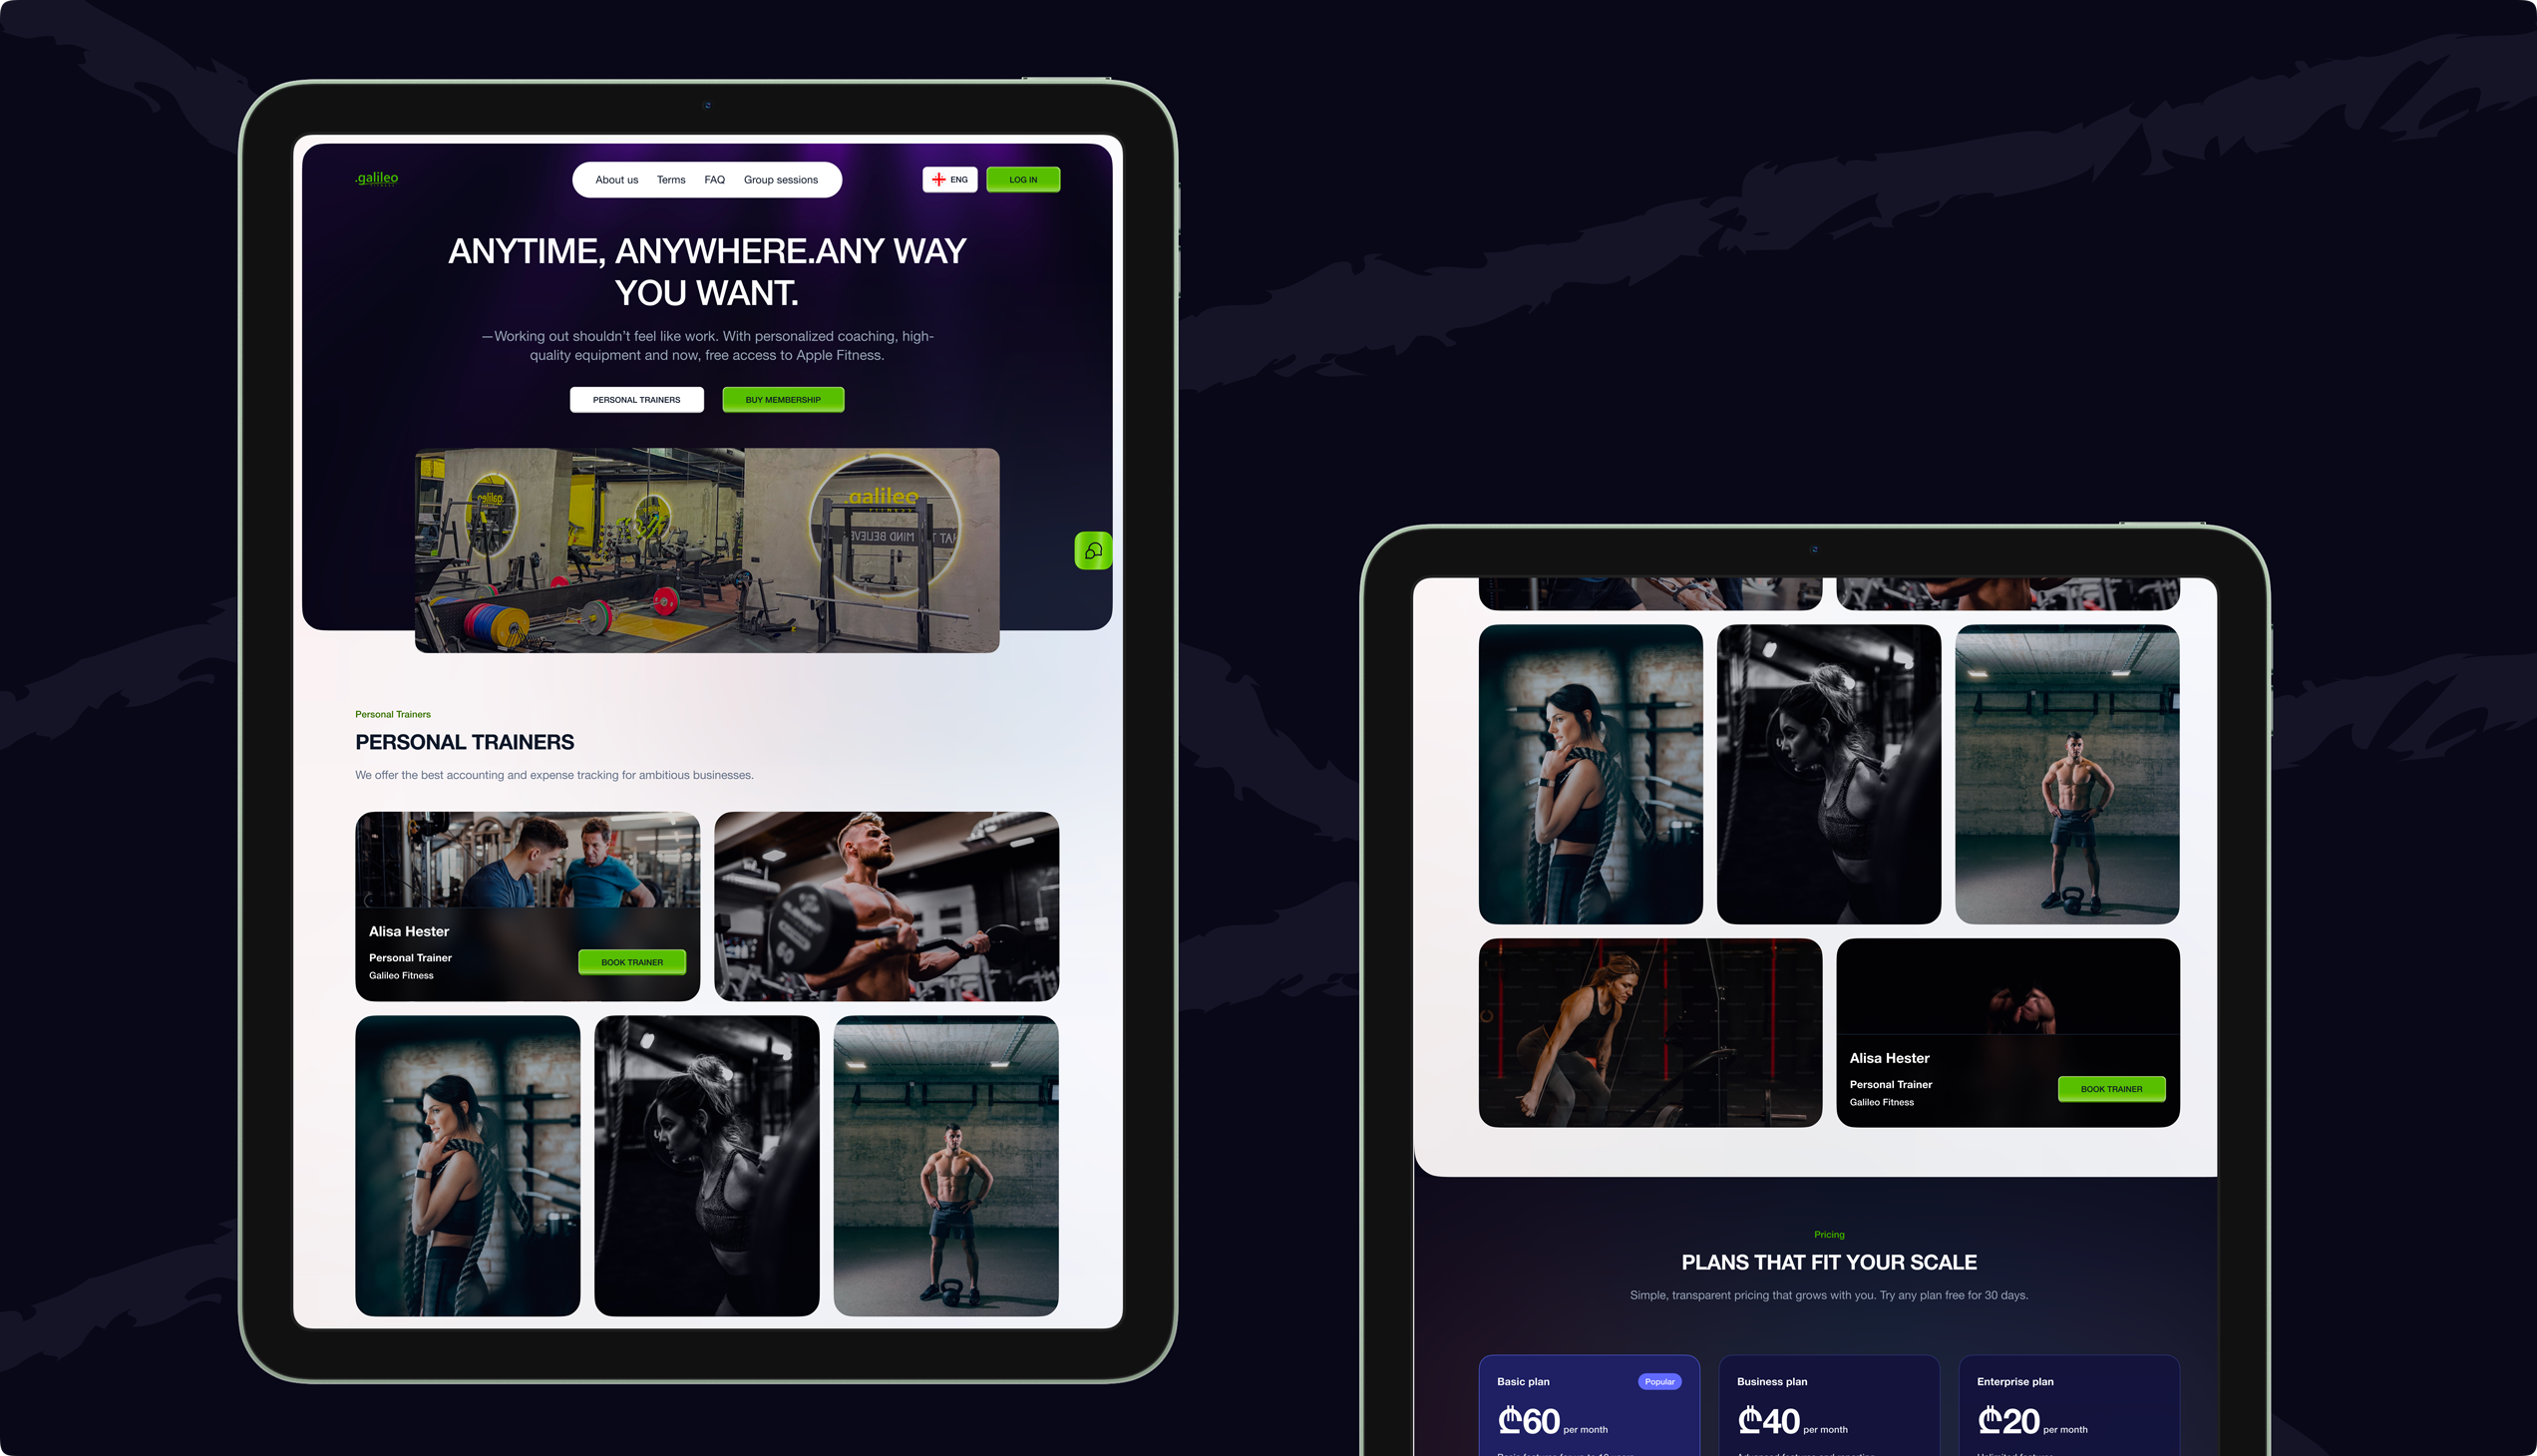 .galileo
FITNESS
About us Terms FAQ Group sessions
ENG
LOG IN
ANYTIME, ANYWHERE.ANY WAY
YOU WANT.
—Working out shouldn't feel like work. With personalized coaching, high-
quality equipment and now, free access to Apple Fitness.
PERSONAL TRAINERS
BUY MEMBERSHIP
.galileo
FITNESS
MIND BELIEVE
Personal Trainers
PERSONAL TRAINERS
We offer the best accounting and expense tracking for ambitious businesses.
Alisa Hester
Personal Trainer
Galileo Fitness
BOOK TRAINER
60
Alisa Hester
Personal Trainer
Galileo Fitness
BOOK TRAINER
Pricing
PLANS THAT FIT YOUR SCALE
Simple, transparent pricing that grows with you. Try any plan free for 30 days.
Basic plan
Popular
₾60 per month
Business plan
₾40 per month
Enterprise plan
₾20 per month